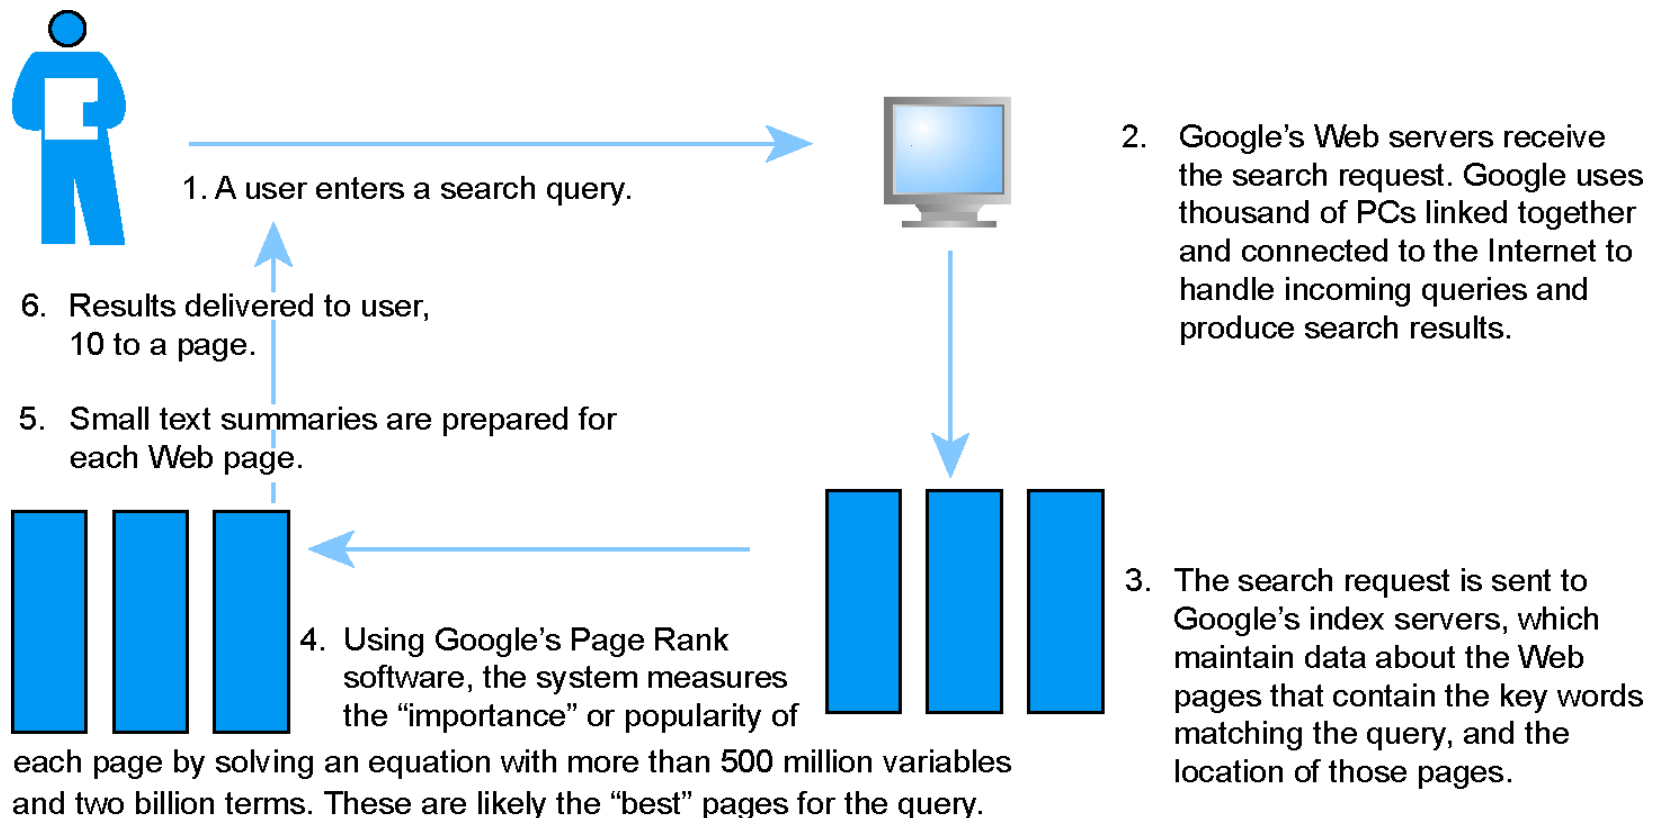 1. A user enters a search query.
2. Google's Web servers receive
the search request. Google uses
thousand of PCs linked together
and connected to the Internet to
handle incoming queries and
produce search results.
3. The search request is sent to
Google's index servers, which
maintain data about the Web
pages that contain the key words
matching the query, and the
location of those pages.
4. Using Google's Page Rank
software, the system measures
the “importance” or popularity of
each page by solving an equation with more than 500 million variables
and two billion terms. These are likely the “best” pages for the query.
5. Small text summaries are prepared for
each Web page.
6. Results delivered to user,
10 to a page.